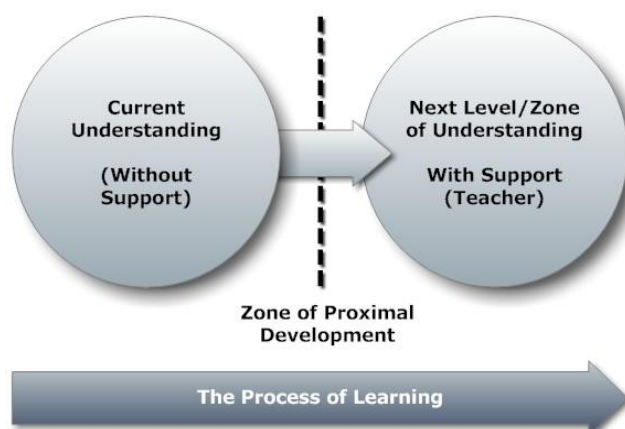 Current
Understanding
(Without
Support)
Next Level/Zone
of Understanding
With Support
(Teacher)
Zone of Proximal
Development
The Process of Learning